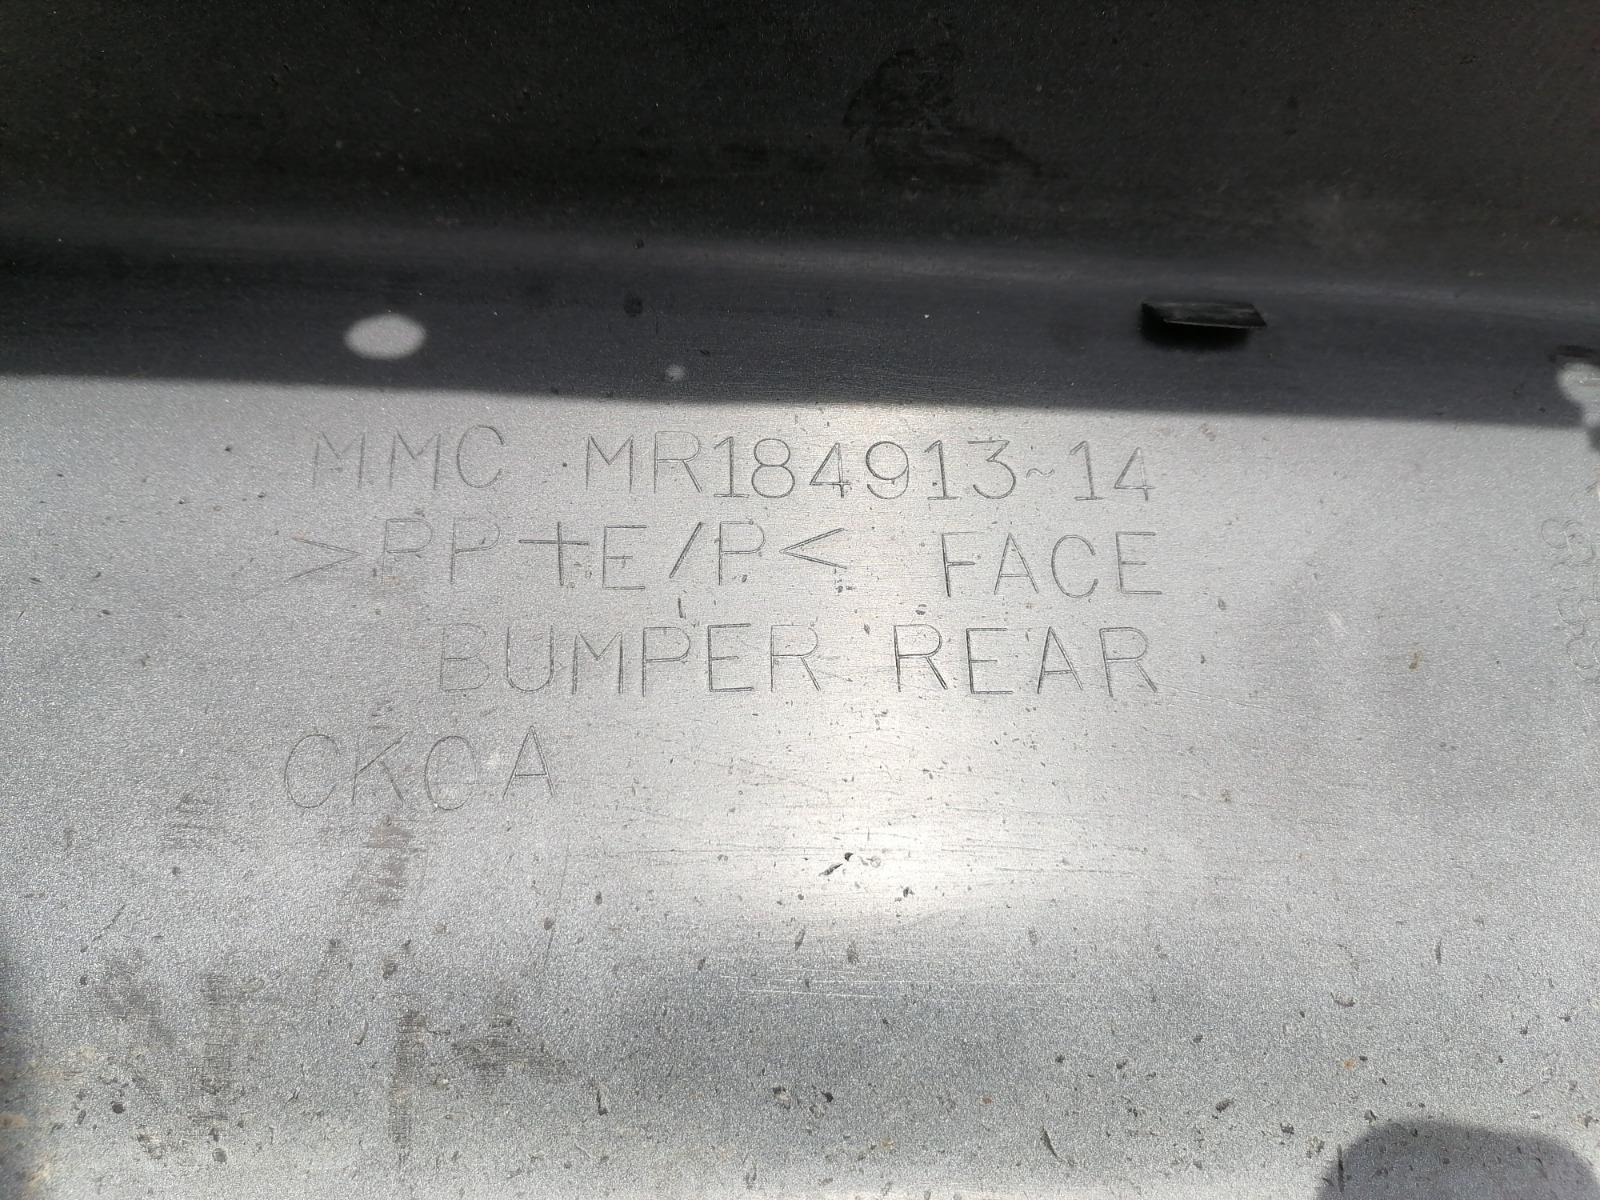 MMC MR184913~14
>PP+E/P< FACE
BUMPER REAR
CKCA